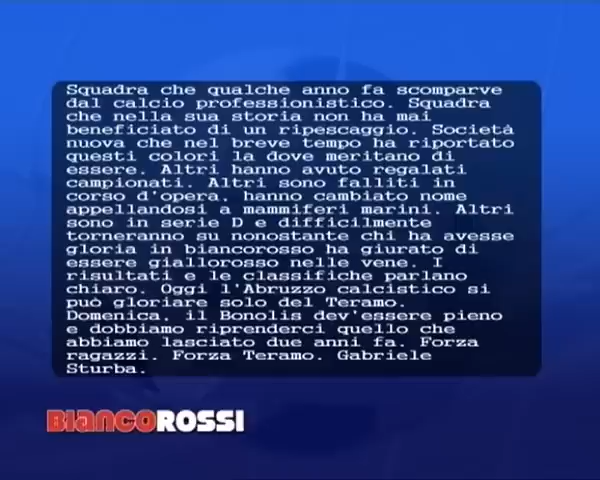 Squadra che qualche anno fa scomparve
dal calcio professionistico. Squadra
che nella sua storia non ha mai
beneficiato di un ripescaggio. Società
nuova che nel breve tempo ha riportato
questi colori la dove meritano di
essere. Altri hanno avuto regalati
campionati. Altri sono falliti in
corso d'opera, hanno cambiato nome
appellandosi a mammiferi marini. Altri
sono in serie D e difficilmente
torneranno su nonostante chi ha avesse
gloria in biancorosso ha giurato di
essere giallorosso nelle vene. I
risultati e le classifiche parlano
chiaro. Oggi l'Abruzzo calcistico si
può gloriare solo del Teramo.
Domenica, il Bonolis dev'essere pieno
e dobbiamo riprenderci quello che
abbiamo lasciato due anni fa. Forza
ragazzi. Forza Teramo. Gabriele
Sturba.
BIANCOROSSI